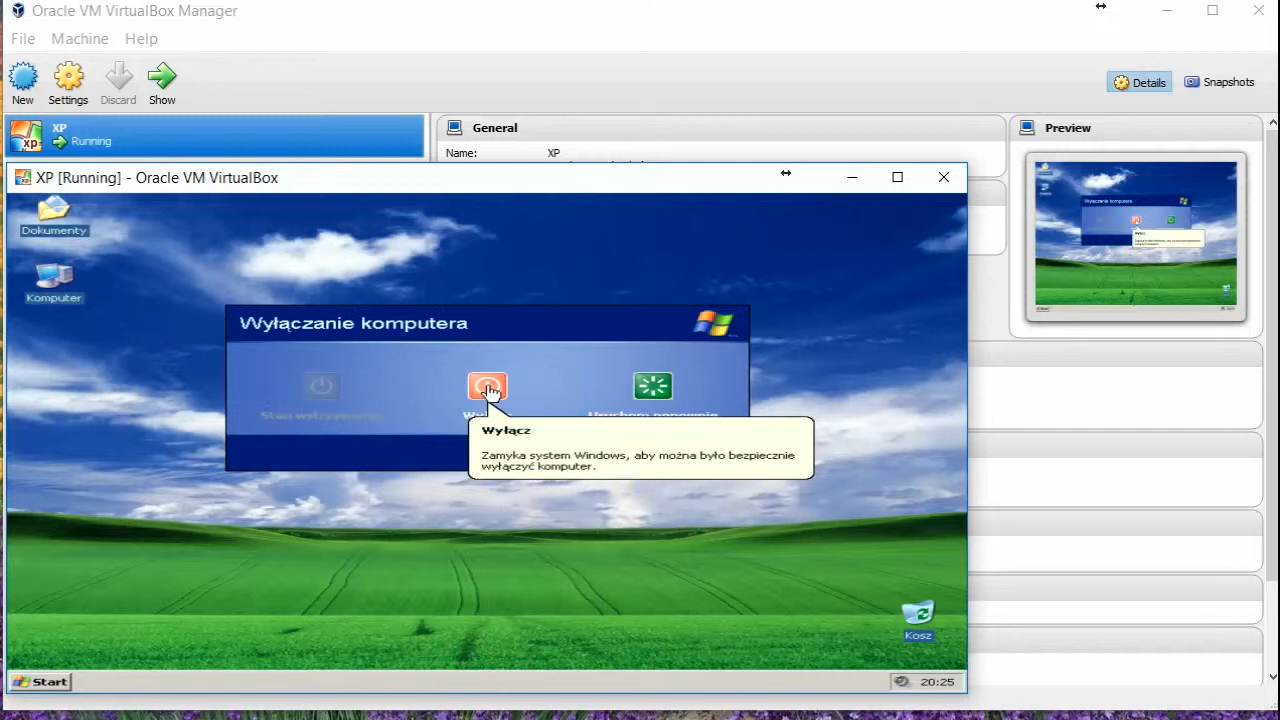 Oracle VM VirtualBox Manager
File Machine Help
New Settings Discard Show
Details Snapshots
XP
Running
General
Name: XP
Preview
XP [Running] - Oracle VM VirtualBox
Dokumenty
Komputer
Wyłączanie komputera
Wyłącz
Zamyka system Windows, aby można było bezpiecznie
wyłączyć komputer.
Kosz
Start
20:25